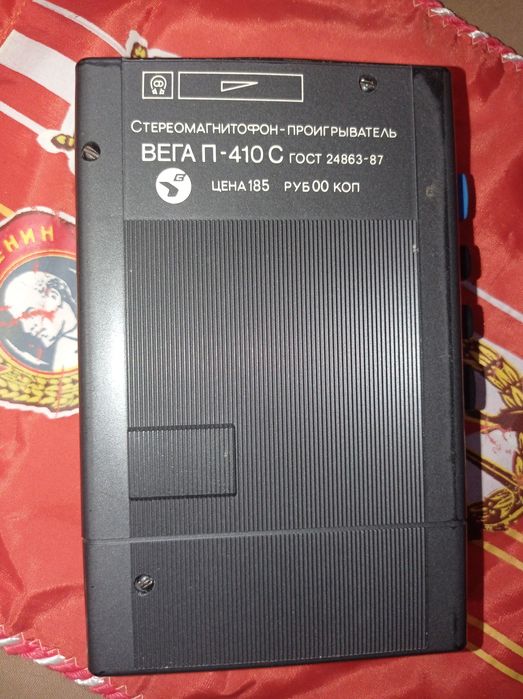 СТЕРЕОМАГНИТОФОН-ПРОИГРЫВАТЕЛЬ
ВЕГА П-410 С ГОСТ 24863-87
ЦЕНА 185 РУБ 00 КОП
ЕНИН